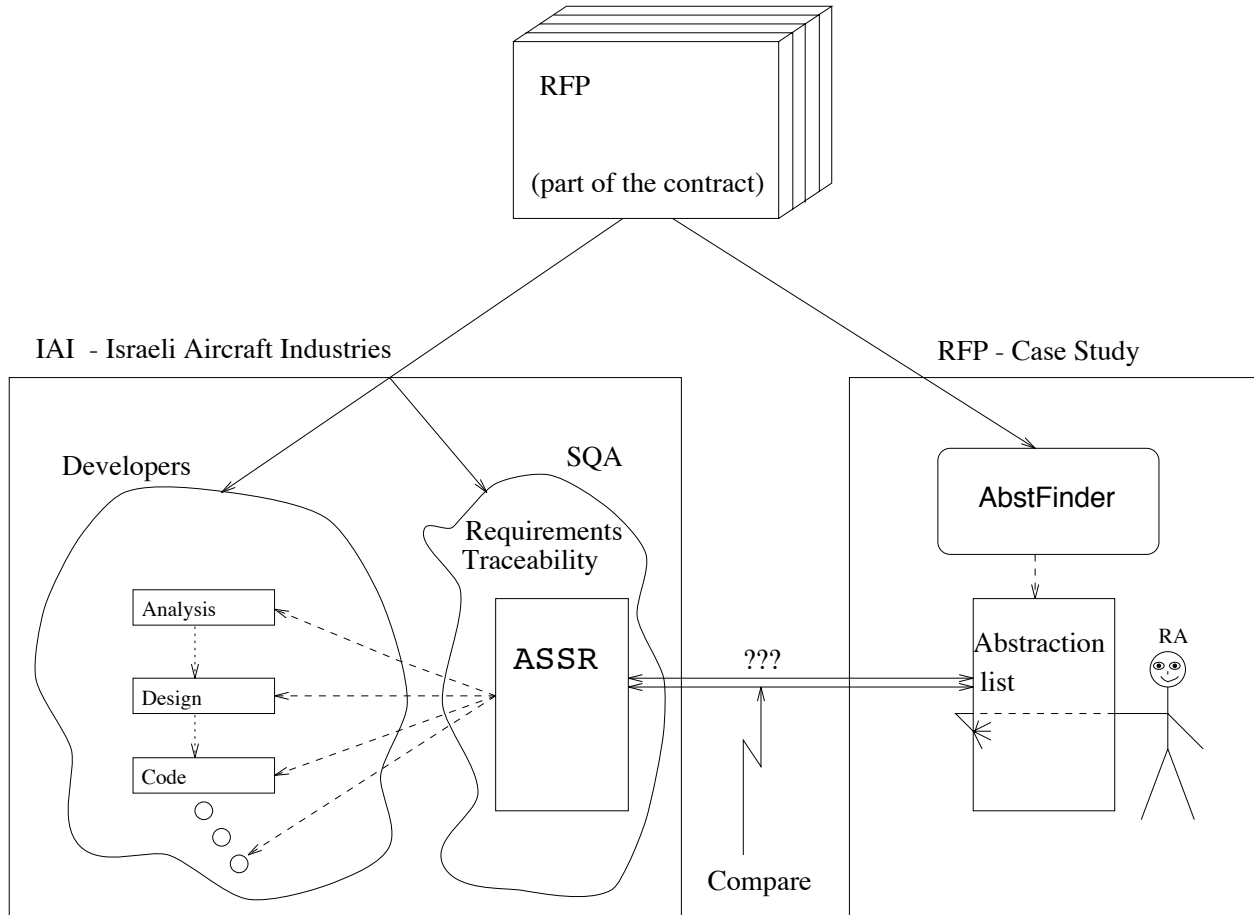 RFP
(part of the contract)
IAI - Israeli Aircraft Industries
RFP - Case Study
Developers
SQA
Requirements
Traceability
AbstFinder
Analysis
Design
Code
ASSR
???
Compare
Abstraction
list
RA